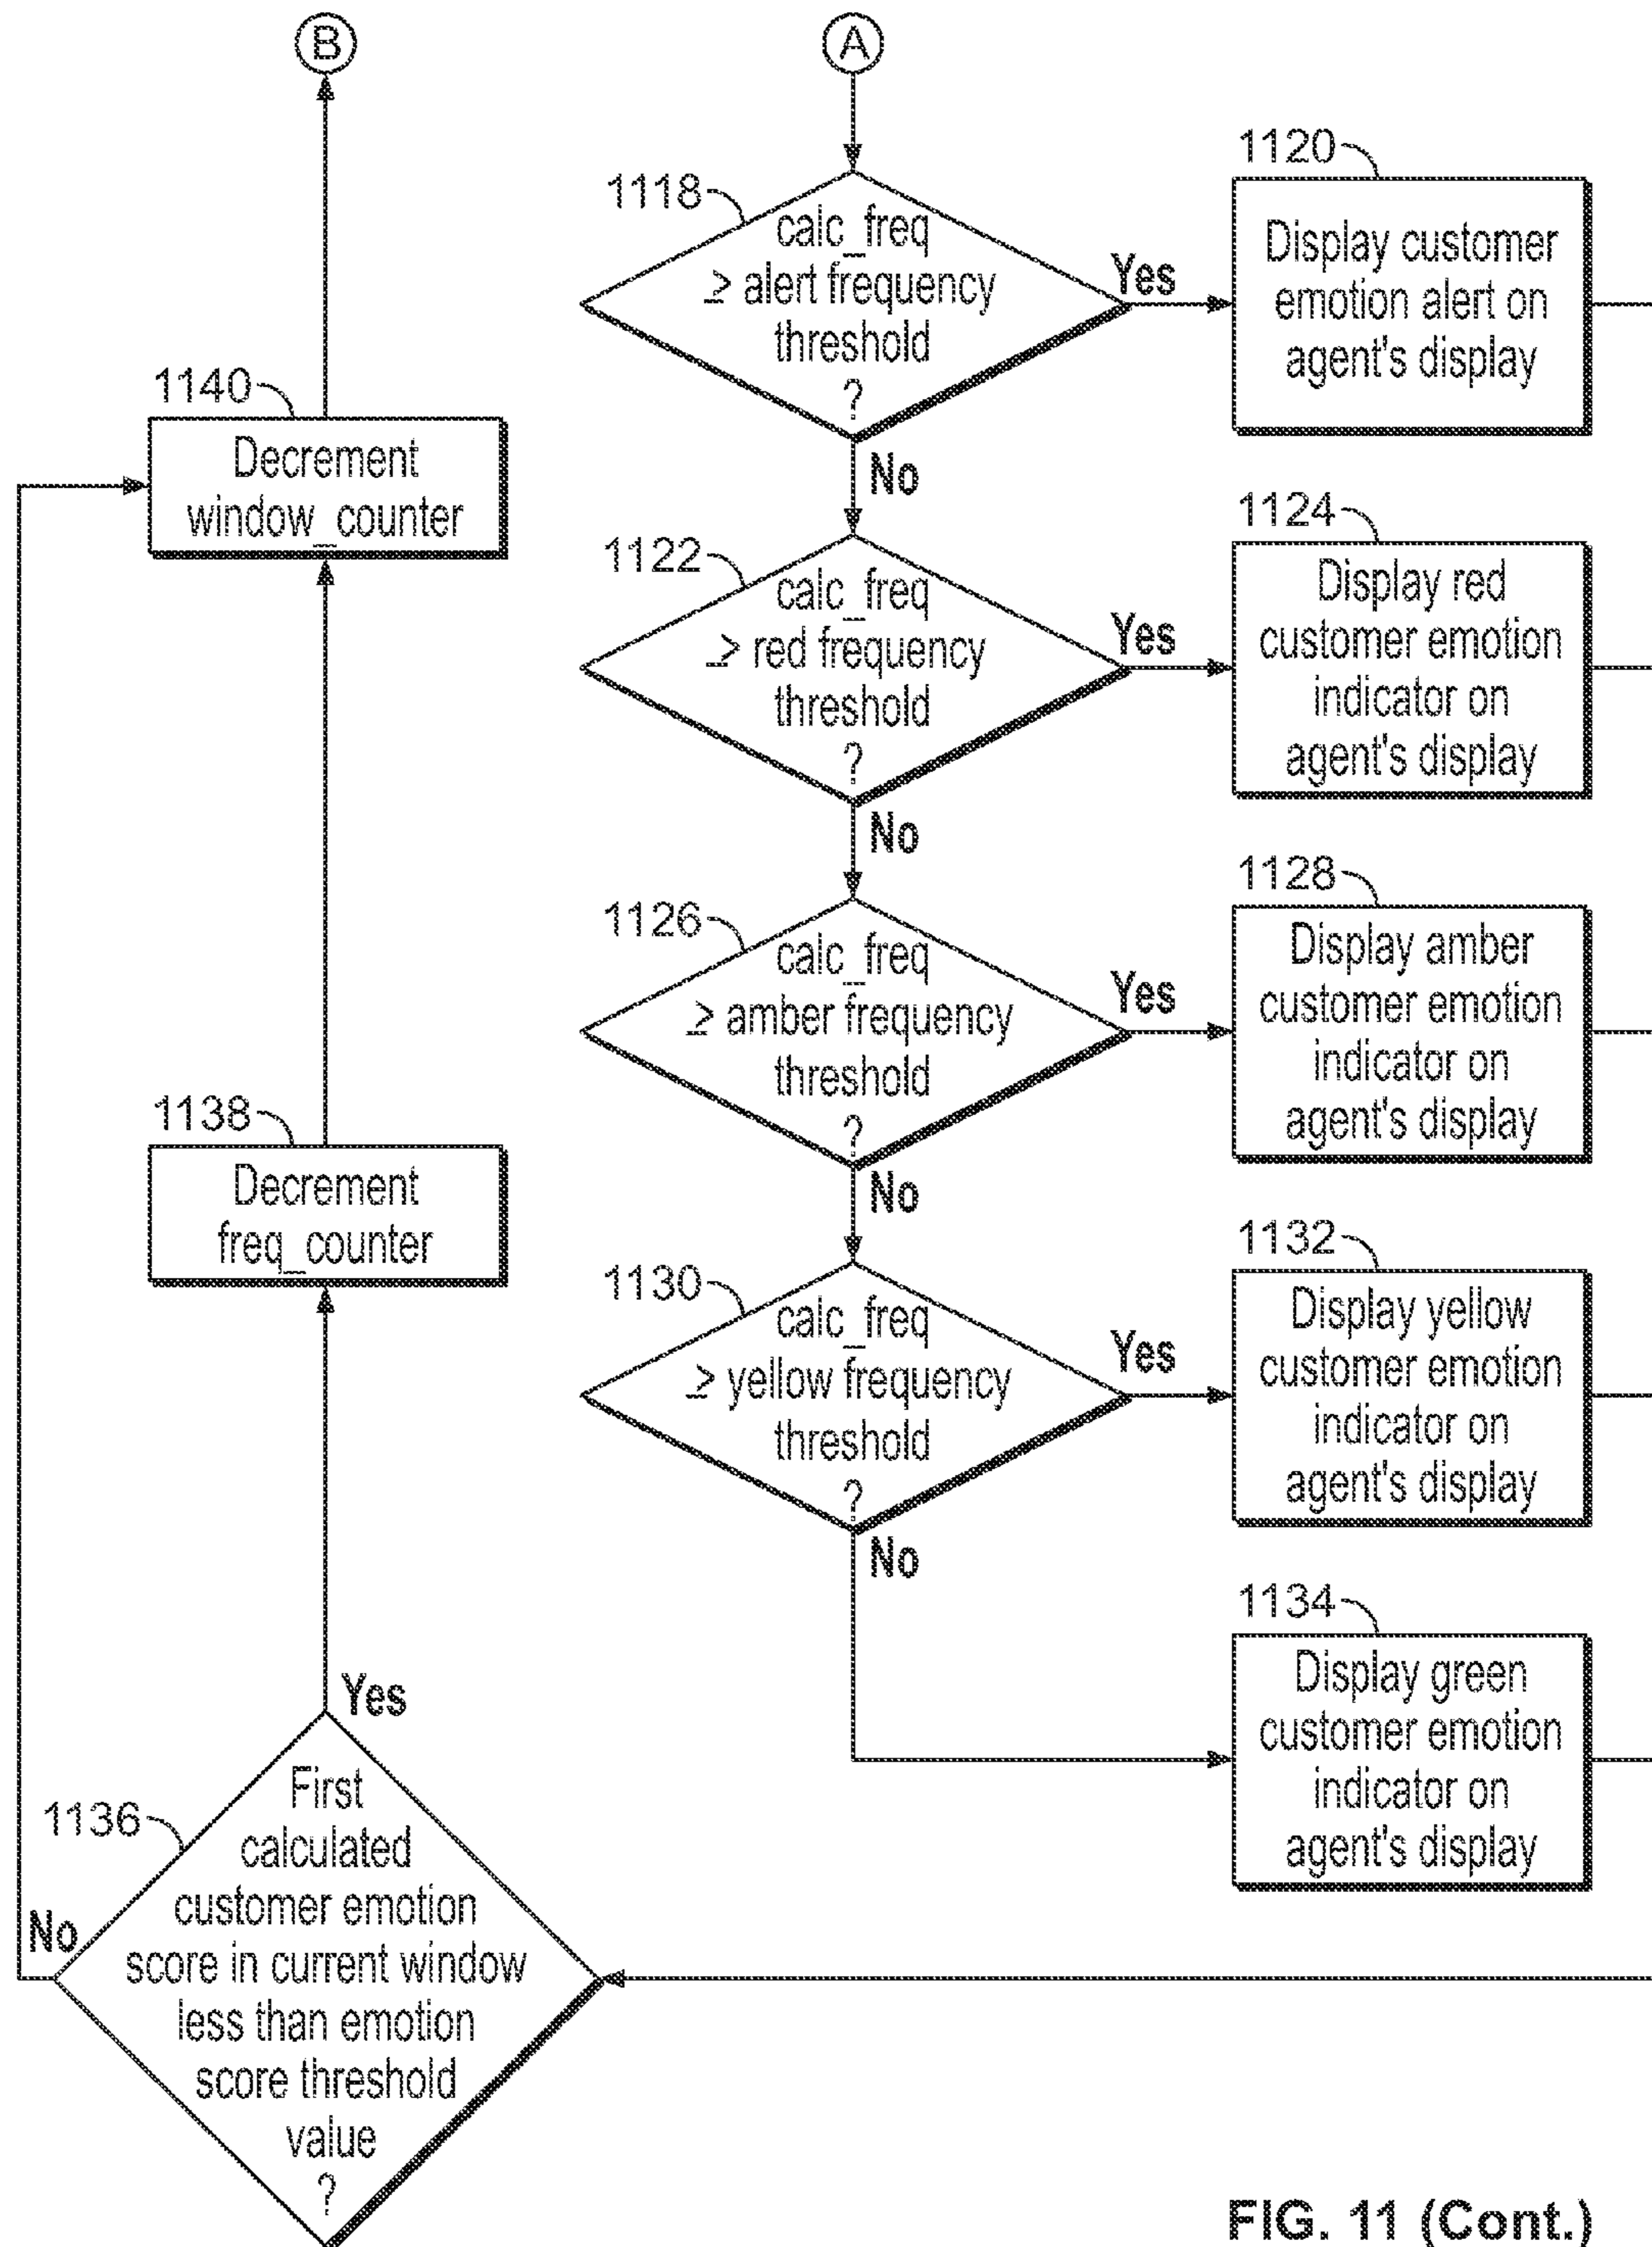 B
A
1118
calc_freq
≥ alert frequency
threshold
?
Yes
No
1120
Display customer
emotion alert on
agent's display
1140
Decrement
window_counter
1122
calc_freq
≥ red frequency
threshold
?
Yes
No
1124
Display red
customer emotion
indicator on
agent's display
1126
calc_freq
≥ amber frequency
threshold
?
Yes
No
1128
Display amber
customer emotion
indicator on
agent's display
1138
Decrement
freq_counter
1130
calc_freq
≥ yellow frequency
threshold
?
Yes
No
1132
Display yellow
customer emotion
indicator on
agent's display
1134
Display green
customer emotion
indicator on
agent's display
1136
Yes
No
First
calculated
customer emotion
score in current window
less than emotion
score threshold
value
?
FIG. 11 (Cont.)